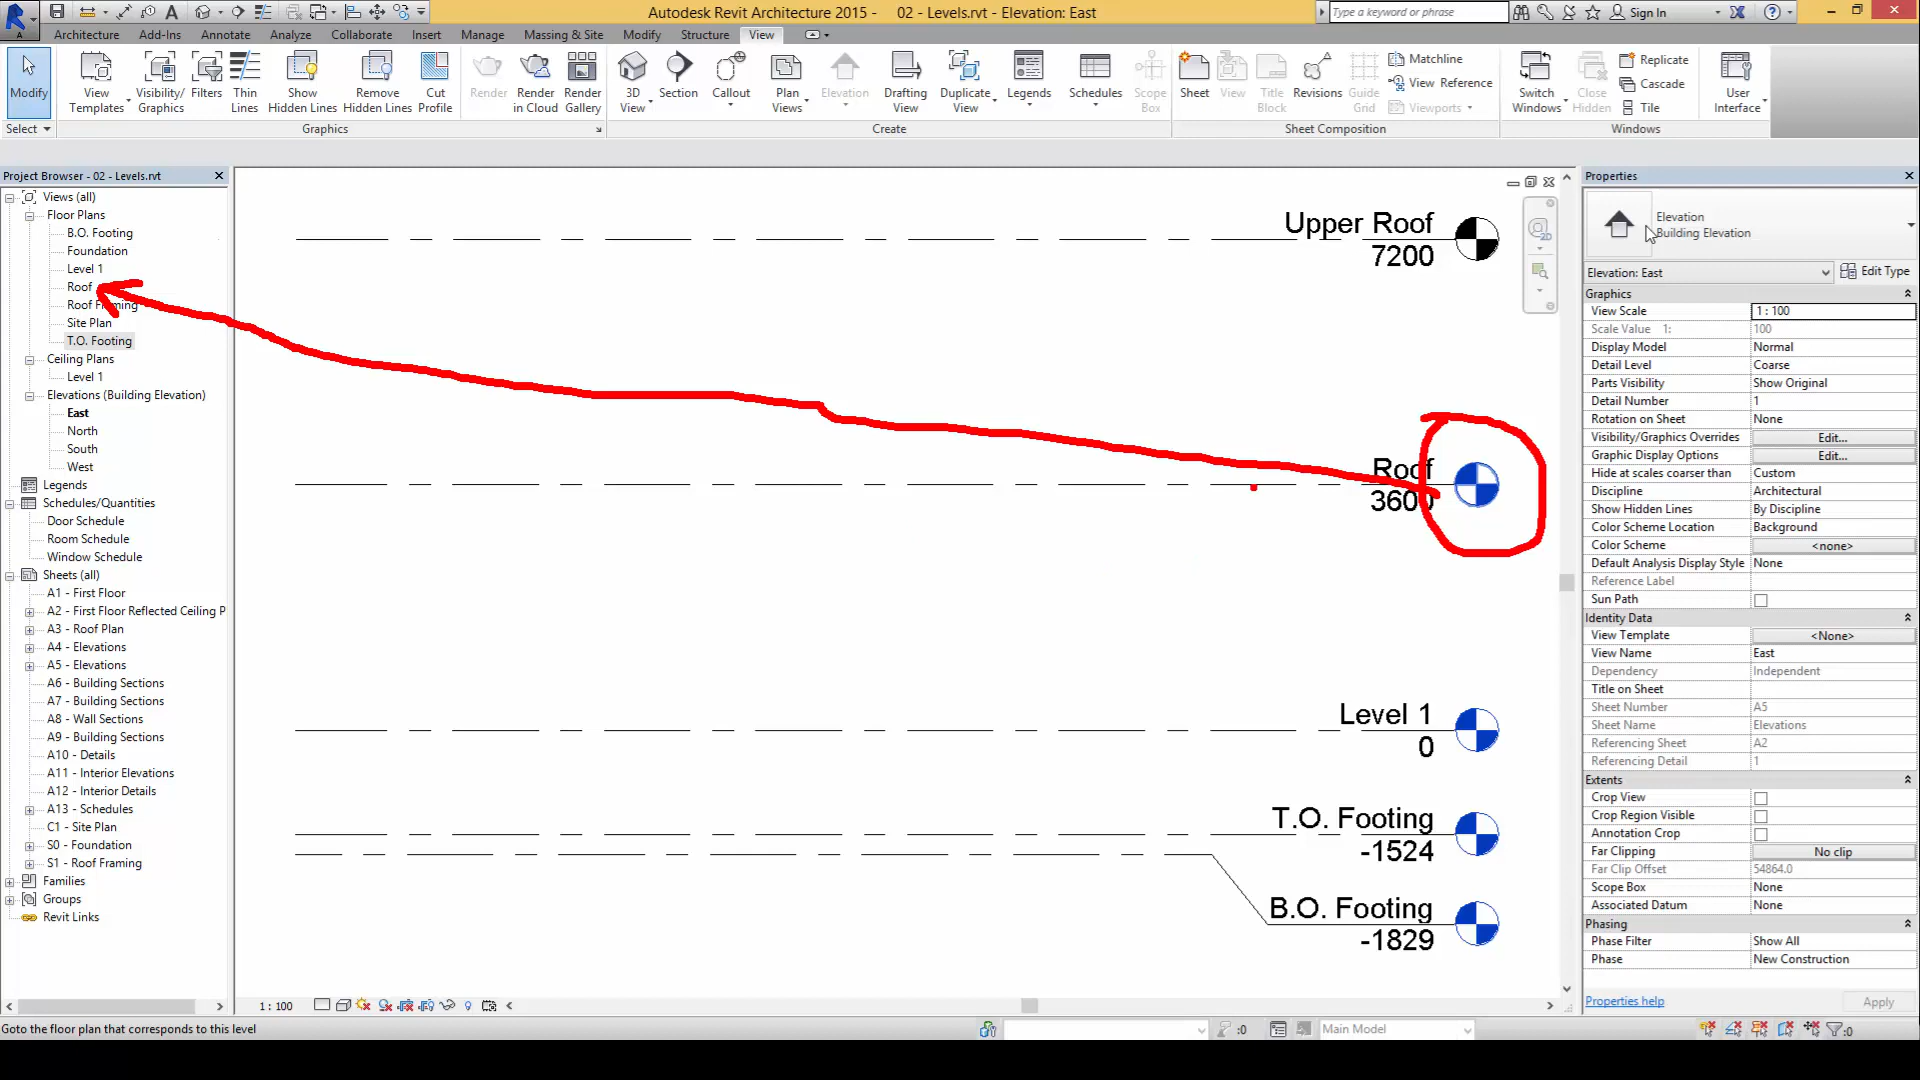 Autodesk Revit Architecture 2015 - 02 - Levels.rvt - Elevation: East
Type a keyword or phrase
Sign In
Architecture Add-Ins Annotate Analyze Collaborate Insert Manage Massing & Site Modify Structure View
Modify
View Templates
Visibility/ Graphics
Filters
Thin Lines
Show Hidden Lines
Remove Hidden Lines
Cut Profile
Render
Render in Cloud
Render Gallery
3D View
Section
Callout
Plan Views
Elevation
Drafting View
Duplicate View
Legends
Schedules
Scope Box
Sheet
View
Title Block
Revisions
Guide Grid
Matchline
View Reference
Viewports
Switch Windows
Close Hidden
Replicate
Cascade
Tile
User Interface
Select
Graphics
Create
Sheet Composition
Windows
Project Browser - 02 - Levels.rvt
Views (all)
Floor Plans
B.O. Footing
Foundation
Level 1
Roof
Roof Framing
Site Plan
T.O. Footing
Ceiling Plans
Level 1
Elevations (Building Elevation)
East
North
South
West
Legends
Schedules/Quantities
Door Schedule
Room Schedule
Window Schedule
Sheets (all)
A1 - First Floor
A2 - First Floor Reflected Ceiling P
A3 - Roof Plan
A4 - Elevations
A5 - Elevations
A6 - Building Sections
A7 - Building Sections
A8 - Wall Sections
A9 - Building Sections
A10 - Details
A11 - Interior Elevations
A12 - Interior Details
A13 - Schedules
C1 - Site Plan
S0 - Foundation
S1 - Roof Framing
Families
Groups
Revit Links
Upper Roof
7200
2D
Roof
3600
Level 1
0
T.O. Footing
-1524
B.O. Footing
-1829
Properties
Elevation
Building Elevation
Elevation: East
Edit Type
Graphics
View Scale 1 : 100
Scale Value 1: 100
Display Model Normal
Detail Level Coarse
Parts Visibility Show Original
Detail Number 1
Rotation on Sheet None
Visibility/Graphics Overrides Edit...
Graphic Display Options Edit...
Hide at scales coarser than Custom
Discipline Architectural
Show Hidden Lines By Discipline
Color Scheme Location Background
Color Scheme <none>
Default Analysis Display Style None
Reference Label
Sun Path
Identity Data
View Template <None>
View Name East
Dependency Independent
Title on Sheet
Sheet Number A5
Sheet Name Elevations
Referencing Sheet A2
Referencing Detail 1
Extents
Crop View
Crop Region Visible
Annotation Crop
Far Clipping No clip
Far Clip Offset 54864.0
Scope Box None
Associated Datum None
Phasing
Phase Filter Show All
Phase New Construction
Properties help
Apply
1 : 100
Goto the floor plan that corresponds to this level
:0
Main Model
:0